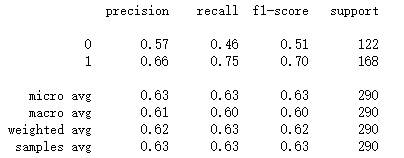 precision recall f1-score support
0 0.57 0.46 0.51 122
1 0.66 0.75 0.70 168
micro avg 0.63 0.63 0.63 290
macro avg 0.61 0.60 0.60 290
weighted avg 0.62 0.63 0.62 290
samples avg 0.63 0.63 0.63 290